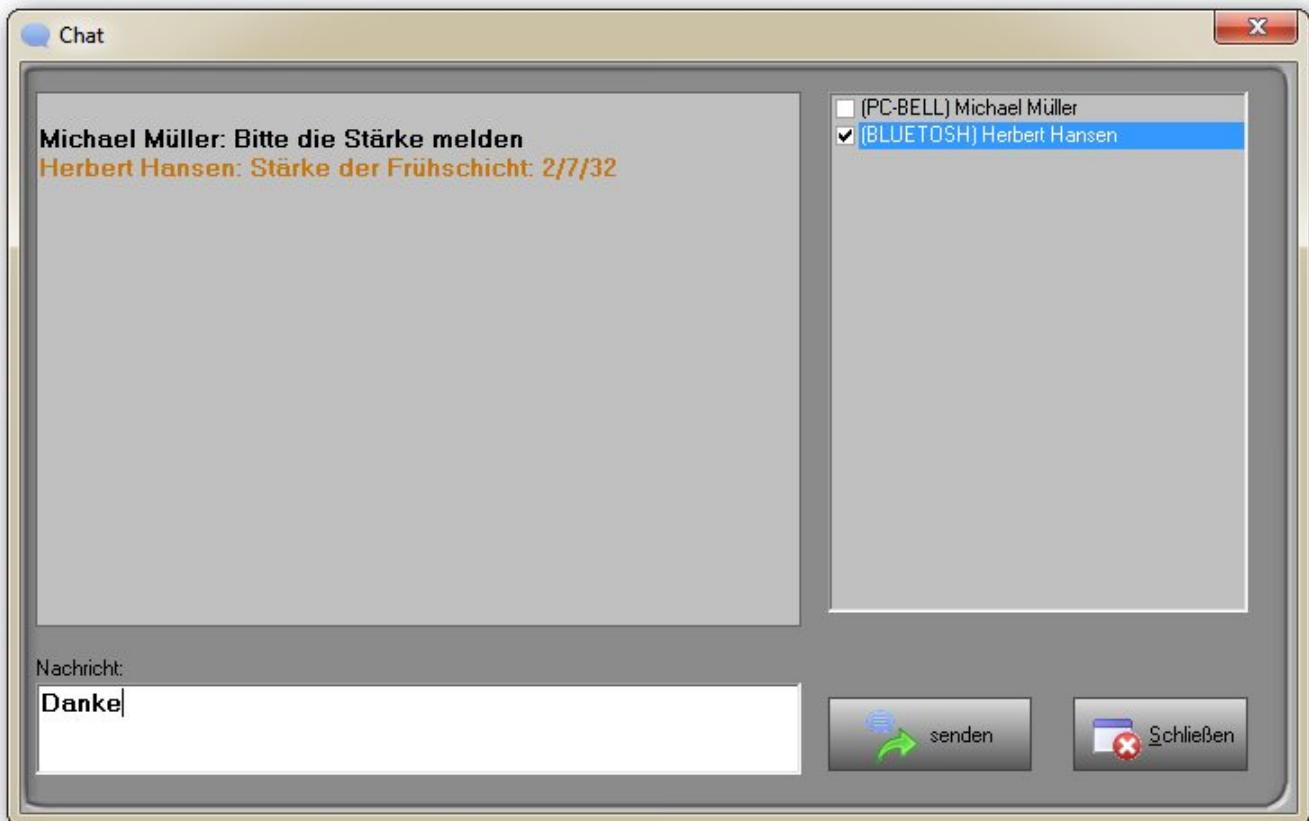 Chat
Michael Müller: Bitte die Stärke melden
Herbert Hansen: Stärke der Frühschicht: 2/7/32
(PC-BELL) Michael Müller
(BLUETOSH) Herbert Hansen
Nachricht:
Danke
senden
Schließen